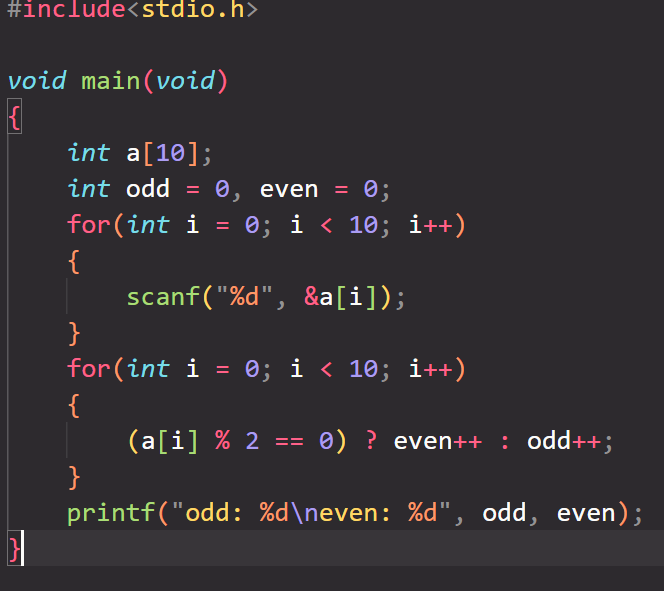 #include<stdio.h>
void main(void)
{
    int a[10];
    int odd = 0, even = 0;
    for(int i = 0; i < 10; i++)
    {
        scanf("%d", &a[i]);
    }
    for(int i = 0; i < 10; i++)
    {
        (a[i] % 2 == 0) ? even++ : odd++;
    }
    printf("odd: %d\neven: %d", odd, even);
}